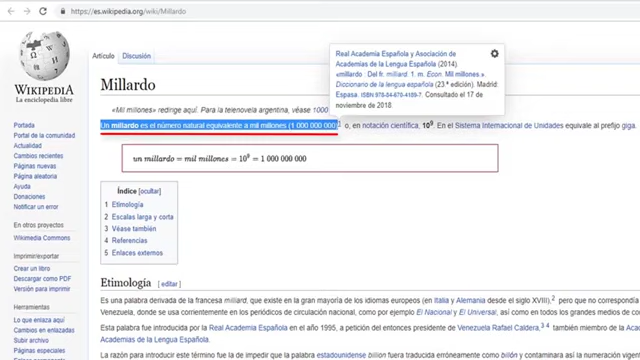 https://es.wikipedia.org/wiki/Millardo
WIKIPEDIA
La enciclopedia libre
Portada
Portal de la comunidad
Actualidad
Cambios recientes
Páginas nuevas
Página aleatoria
Ayuda
Donaciones
Notificar un error
En otros proyectos
Wikimedia Commons
Imprimir/exportar
Crear un libro
Descargar como PDF
Versión para imprimir
Herramientas
Lo que enlaza aquí
Cambios en enlazadas
Subir archivo
Artículo Discusión
Real Academia Española y Asociación de
Academias de la Lengua Española (2014)
«millardo : Del fr. millard. 1. m. Econ. Mil millones.»
Diccionario de la lengua española (23.ª edición). Madrid:
Espasa. ISBN 978-84-670-4189-7. Consultado el 17 de
noviembre de 2018
Millardo
«Mil millones» redirige aquí. Para la telenovela argentina, véase 1000
Un millardo es el número natural equivalente a mil millones (1 000 000 000) o, en notación científica, 10⁹. En el Sistema Internacional de Unidades equivale al prefijo giga.
un millardo = mil millones = 10⁹ = 1 000 000 000
Índice [ocultar]
1 Etimología
2 Escalas larga y corta
3 Véase también
4 Referencias
5 Enlaces externos
Etimología [editar]
Es una palabra derivada de la francesa millard, que existe en la gran mayoría de los idiomas europeos (en Italia y Alemania desde el siglo XVIII),² pero que no correspondía
Venezuela, donde se usa corrientemente en los periódicos de circulación nacional, como por ejemplo El Nacional y El Universal, así como en todos los
Esta palabra fue introducida por la Real Academia Española en el año 1995, a petición del entonces presidente de Venezuela Rafael Caldera,³ ⁴ también miembro de la
Academias de la Lengua Española.
La razón para introducir este término fue la de impedir que la palabra estadounidense billion fuera traducida erróneamente como billón y contaminara así la numeración